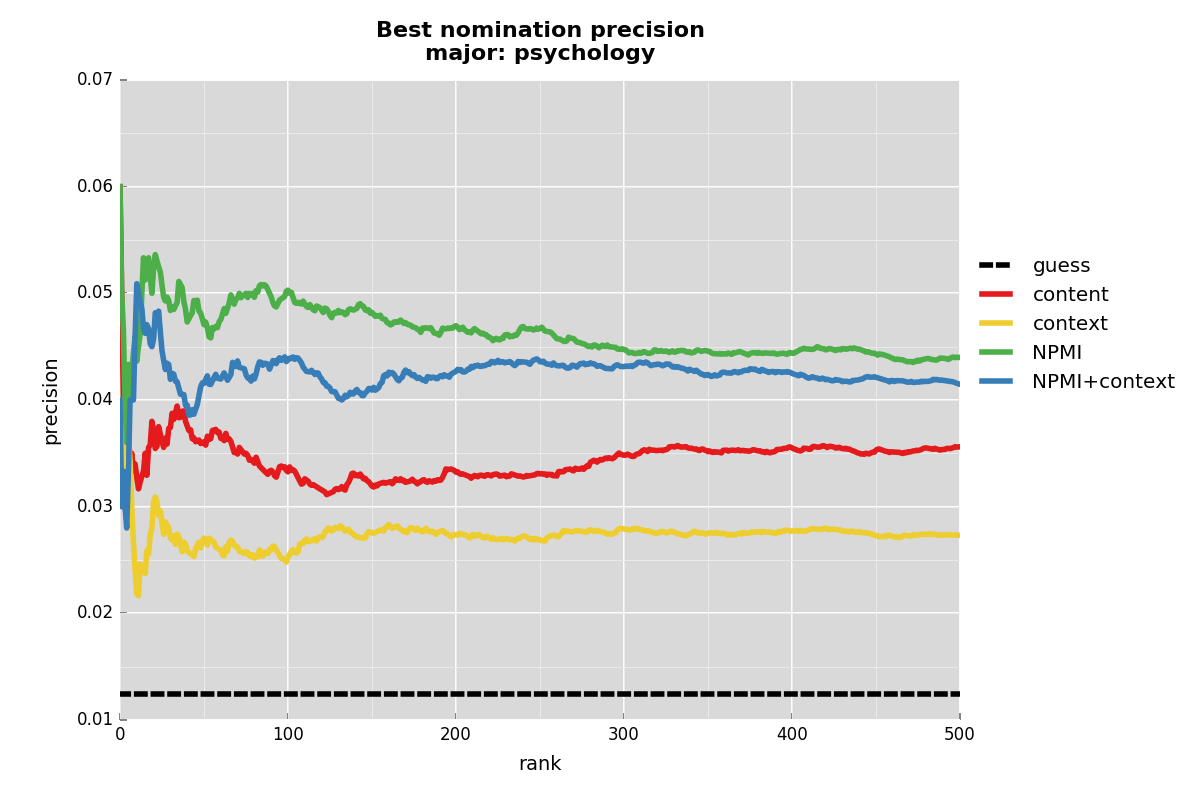 Best nomination precision
major: psychology
0.07
0.06
0.05
0.04
0.03
0.02
0.01
precision
0
100
200
300
400
500
rank
guess
content
context
NPMI
NPMI+context